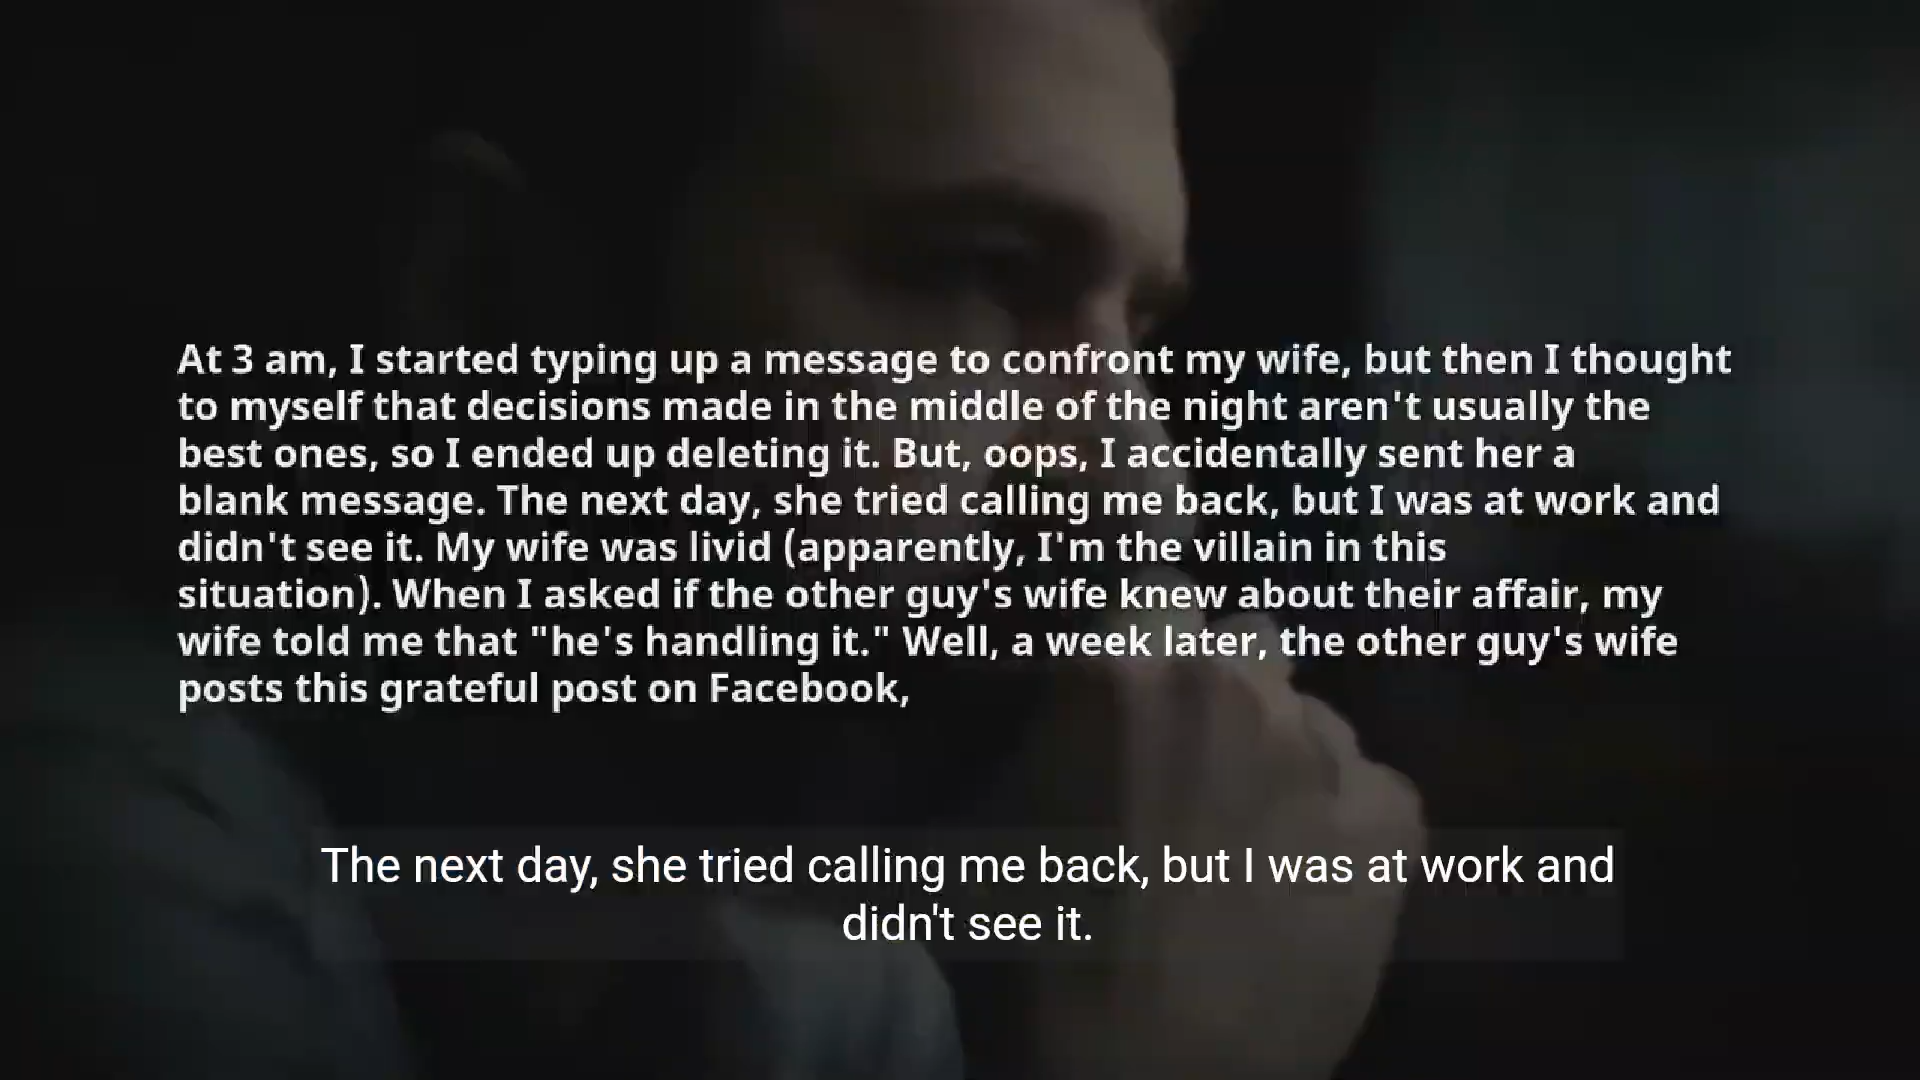 At 3 am, I started typing up a message to confront my wife, but then I thought
to myself that decisions made in the middle of the night aren't usually the
best ones, so I ended up deleting it. But, oops, I accidentally sent her a
blank message. The next day, she tried calling me back, but I was at work and
didn't see it. My wife was livid (apparently, I'm the villain in this
situation). When I asked if the other guy's wife knew about their affair, my
wife told me that "he's handling it." Well, a week later, the other guy's wife
posts this grateful post on Facebook,
The next day, she tried calling me back, but I was at work and
didn't see it.